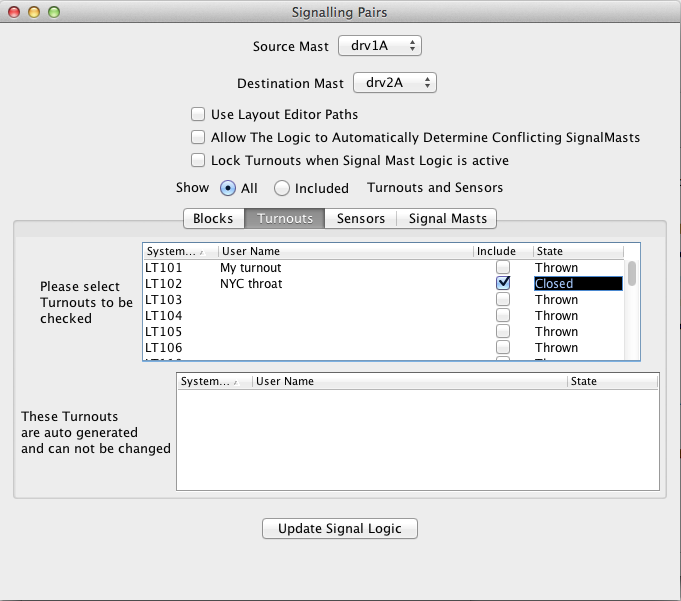 Signalling Pairs
Source Mast drv1A
Destination Mast drv2A
Use Layout Editor Paths
Allow The Logic to Automatically Determine Conflicting SignalMasts
Lock Turnouts when Signal Mast Logic is active
Show All Included Turnouts and Sensors
Blocks Turnouts Sensors Signal Masts
Please select
Turnouts to be
checked
System... User Name Include State
LT101 My turnout Thrown
LT102 NYC throat Closed
LT103 Thrown
LT104 Thrown
LT105 Thrown
LT106 Thrown
These Turnouts
are auto generated
and can not be changed
System... User Name State
Update Signal Logic